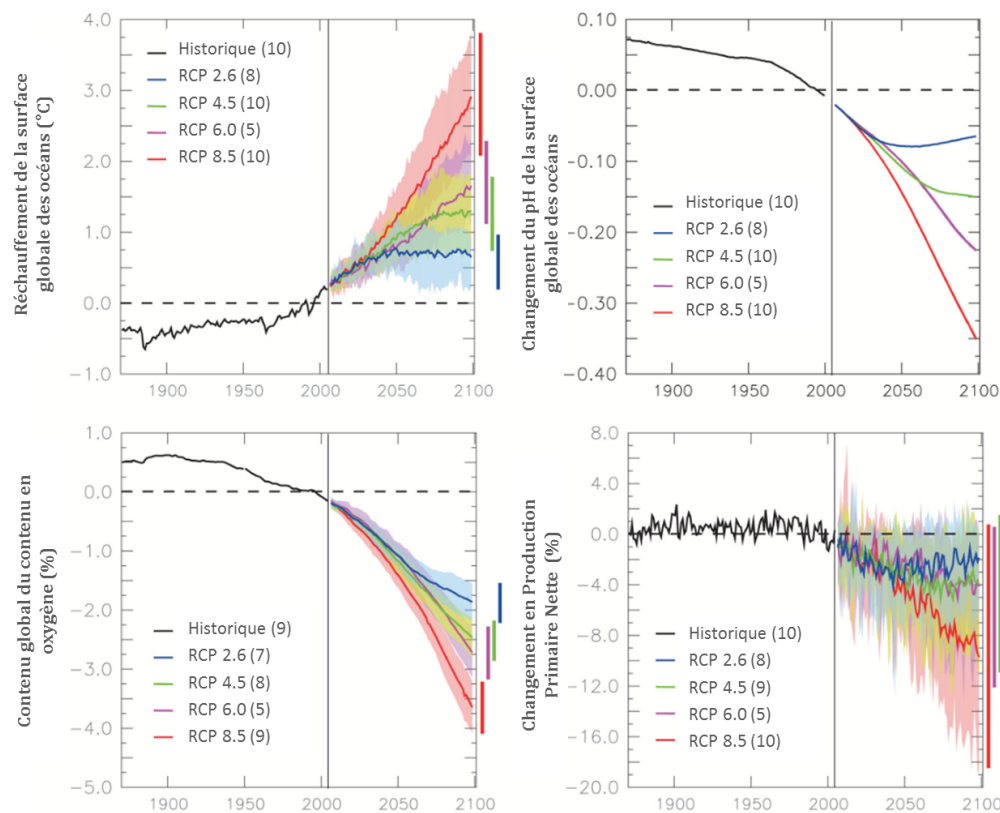 Réchauffement de la surface
globale des océans (°C)
4.0
3.0
2.0
1.0
0.0
−1.0
Historique (10)
RCP 2.6 (8)
RCP 4.5 (10)
RCP 6.0 (5)
RCP 8.5 (10)
1900
1950
2000
2050
2100
Changement du pH de la surface
globale des océans
0.10
0.00
−0.10
−0.20
−0.30
−0.40
Historique (10)
RCP 2.6 (8)
RCP 4.5 (10)
RCP 6.0 (5)
RCP 8.5 (10)
1900
1950
2000
2050
2100
Contenu global du contenu en
oxygène (%)
1.0
0.0
−1.0
−2.0
−3.0
−4.0
−5.0
Historique (9)
RCP 2.6 (7)
RCP 4.5 (8)
RCP 6.0 (5)
RCP 8.5 (9)
1900
1950
2000
2050
2100
Changement en Production
Primaire Nette (%)
8.0
4.0
0.0
−4.0
−8.0
−12.0
−16.0
−20.0
Historique (10)
RCP 2.6 (8)
RCP 4.5 (9)
RCP 6.0 (5)
RCP 8.5 (10)
1900
1950
2000
2050
2100